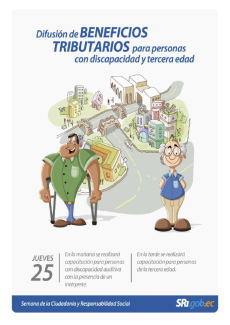 Difusión de BENEFICIOS
TRIBUTARIOS para personas
con discapacidad y tercera edad
JUEVES
25
En la mañana se realizará
capacitación para personas
con discapacidad auditiva
con la presencia de un
intérprete.
En la tarde se realizará
capacitación para personas
de la tercera edad.
Semana de la Ciudadanía y Responsabilidad Social
SRI.gob.ec